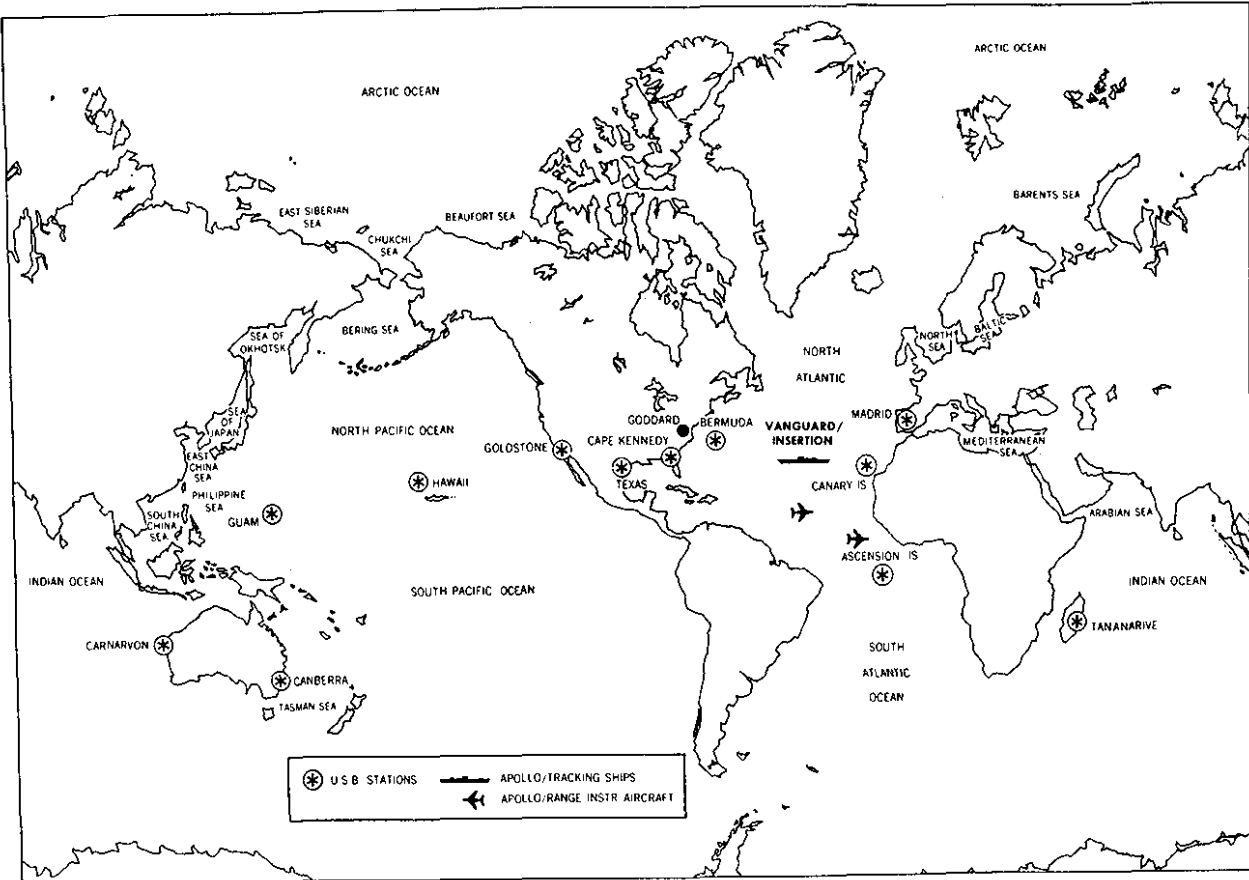 ARCTIC OCEAN
ARCTIC OCEAN
BARENTS SEA
EAST SIBERIAN
SEA
BEAUFORT SEA
CHUKCHI
SEA
BERING SEA
SEA OF
OKHOTSK
NORTH
SEA
BALTIC
SEA
NORTH
ATLANTIC
SEA
OF
JAPAN
NORTH PACIFIC OCEAN
GODDARD
BERMUDA
MADRID
VANGUARD/
INSERTION
CAPE KENNEDY
GOLDSTONE
MEDITERRANEAN
SEA
EAST
CHINA
SEA
HAWAII
TEXAS
CANARY IS
PHILIPPINE
SEA
SOUTH
CHINA
SEA
GUAM
ARABIAN SEA
ASCENSION IS
INDIAN OCEAN
SOUTH PACIFIC OCEAN
INDIAN OCEAN
TANANARIVE
CARNARVON
SOUTH
ATLANTIC
OCEAN
CANBERRA
TASMAN SEA
U S B STATIONS
APOLLO/TRACKING SHIPS
APOLLO/RANGE INSTR AIRCRAFT